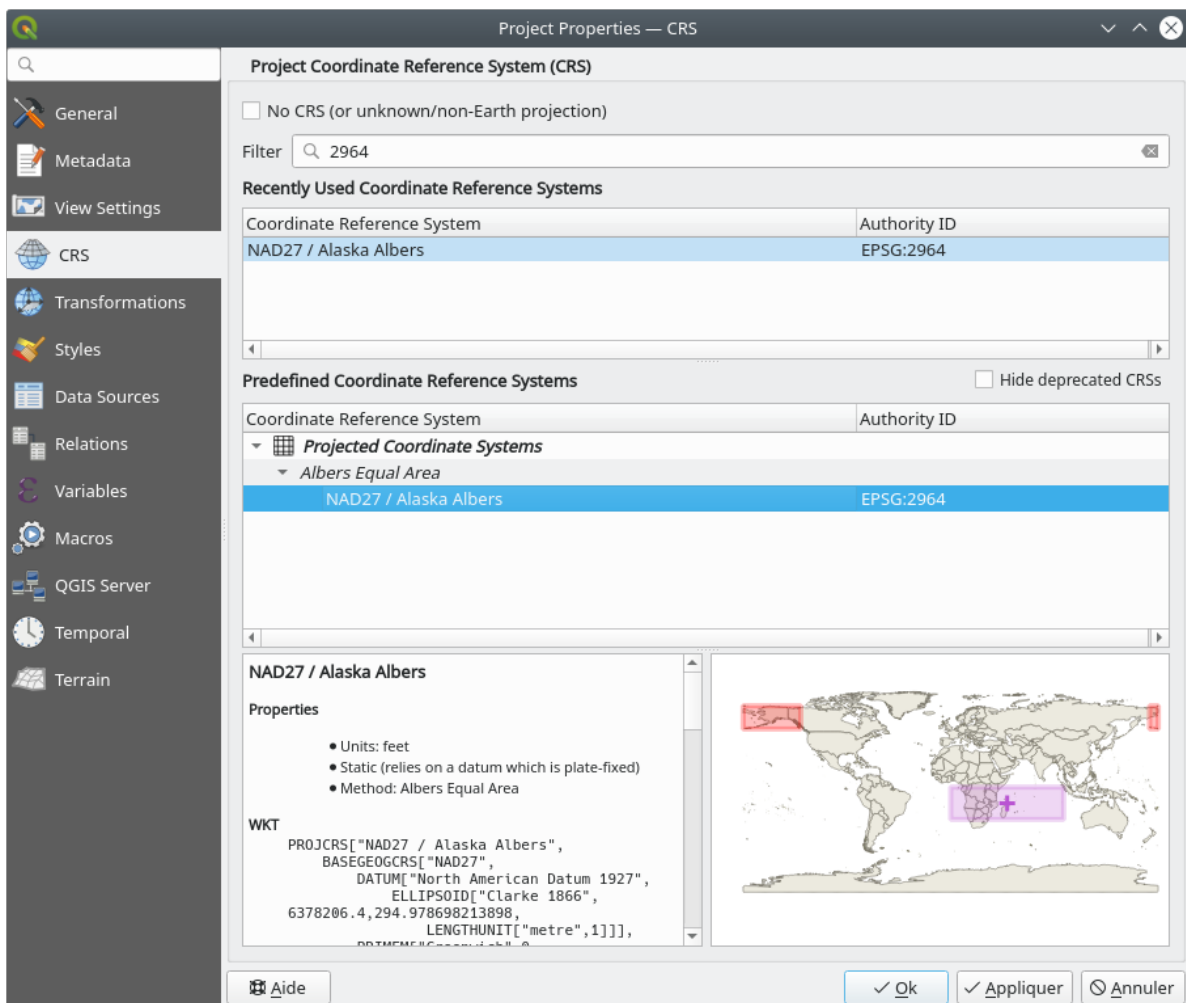 Project Properties — CRS
Project Coordinate Reference System (CRS)
General
Metadata
View Settings
CRS
Transformations
Styles
Data Sources
Relations
Variables
Macros
QGIS Server
Temporal
Terrain
No CRS (or unknown/non-Earth projection)
Filter 2964
Recently Used Coordinate Reference Systems
Coordinate Reference System Authority ID
NAD27 / Alaska Albers EPSG:2964
Predefined Coordinate Reference Systems Hide deprecated CRSs
Coordinate Reference System Authority ID
Projected Coordinate Systems
Albers Equal Area
NAD27 / Alaska Albers EPSG:2964
NAD27 / Alaska Albers
Properties
● Units: feet
● Static (relies on a datum which is plate-fixed)
● Method: Albers Equal Area
WKT
PROJCRS["NAD27 / Alaska Albers",
BASEGEOGCRS["NAD27",
DATUM["North American Datum 1927",
ELLIPSOID["Clarke 1866",
6378206.4,294.978698213898,
LENGTHUNIT["metre",1]]],
PRIMEM["Greenwich",0,
Aide
Ok
Appliquer
Annuler